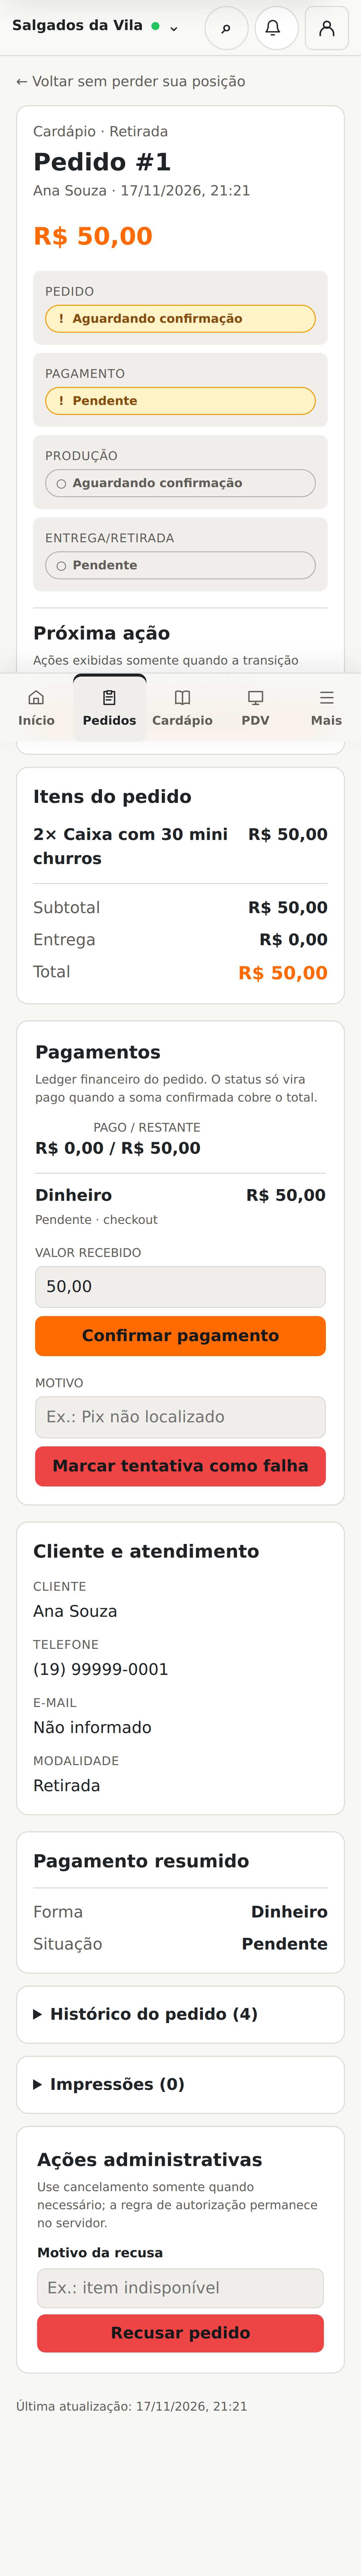 Salgados da Vila
← Voltar sem perder sua posição
Cardápio · Retirada
Pedido #1
Ana Souza · 17/11/2026, 21:21
R$ 50,00
PEDIDO
! Aguardando confirmação
PAGAMENTO
! Pendente
PRODUÇÃO
○ Aguardando confirmação
ENTREGA/RETIRADA
○ Pendente
Próxima ação
Ações exibidas somente quando a transição
Início
Pedidos
Cardápio
PDV
Mais
Itens do pedido
2× Caixa com 30 mini R$ 50,00
churros
Subtotal R$ 50,00
Entrega R$ 0,00
Total R$ 50,00
Pagamentos
Ledger financeiro do pedido. O status só vira
pago quando a soma confirmada cobre o total.
PAGO / RESTANTE
R$ 0,00 / R$ 50,00
Dinheiro R$ 50,00
Pendente · checkout
VALOR RECEBIDO
50,00
Confirmar pagamento
MOTIVO
Ex.: Pix não localizado
Marcar tentativa como falha
Cliente e atendimento
CLIENTE
Ana Souza
TELEFONE
(19) 99999-0001
E-MAIL
Não informado
MODALIDADE
Retirada
Pagamento resumido
Forma Dinheiro
Situação Pendente
▶ Histórico do pedido (4)
▶ Impressões (0)
Ações administrativas
Use cancelamento somente quando
necessário; a regra de autorização permanece
no servidor.
Motivo da recusa
Ex.: item indisponível
Recusar pedido
Última atualização: 17/11/2026, 21:21